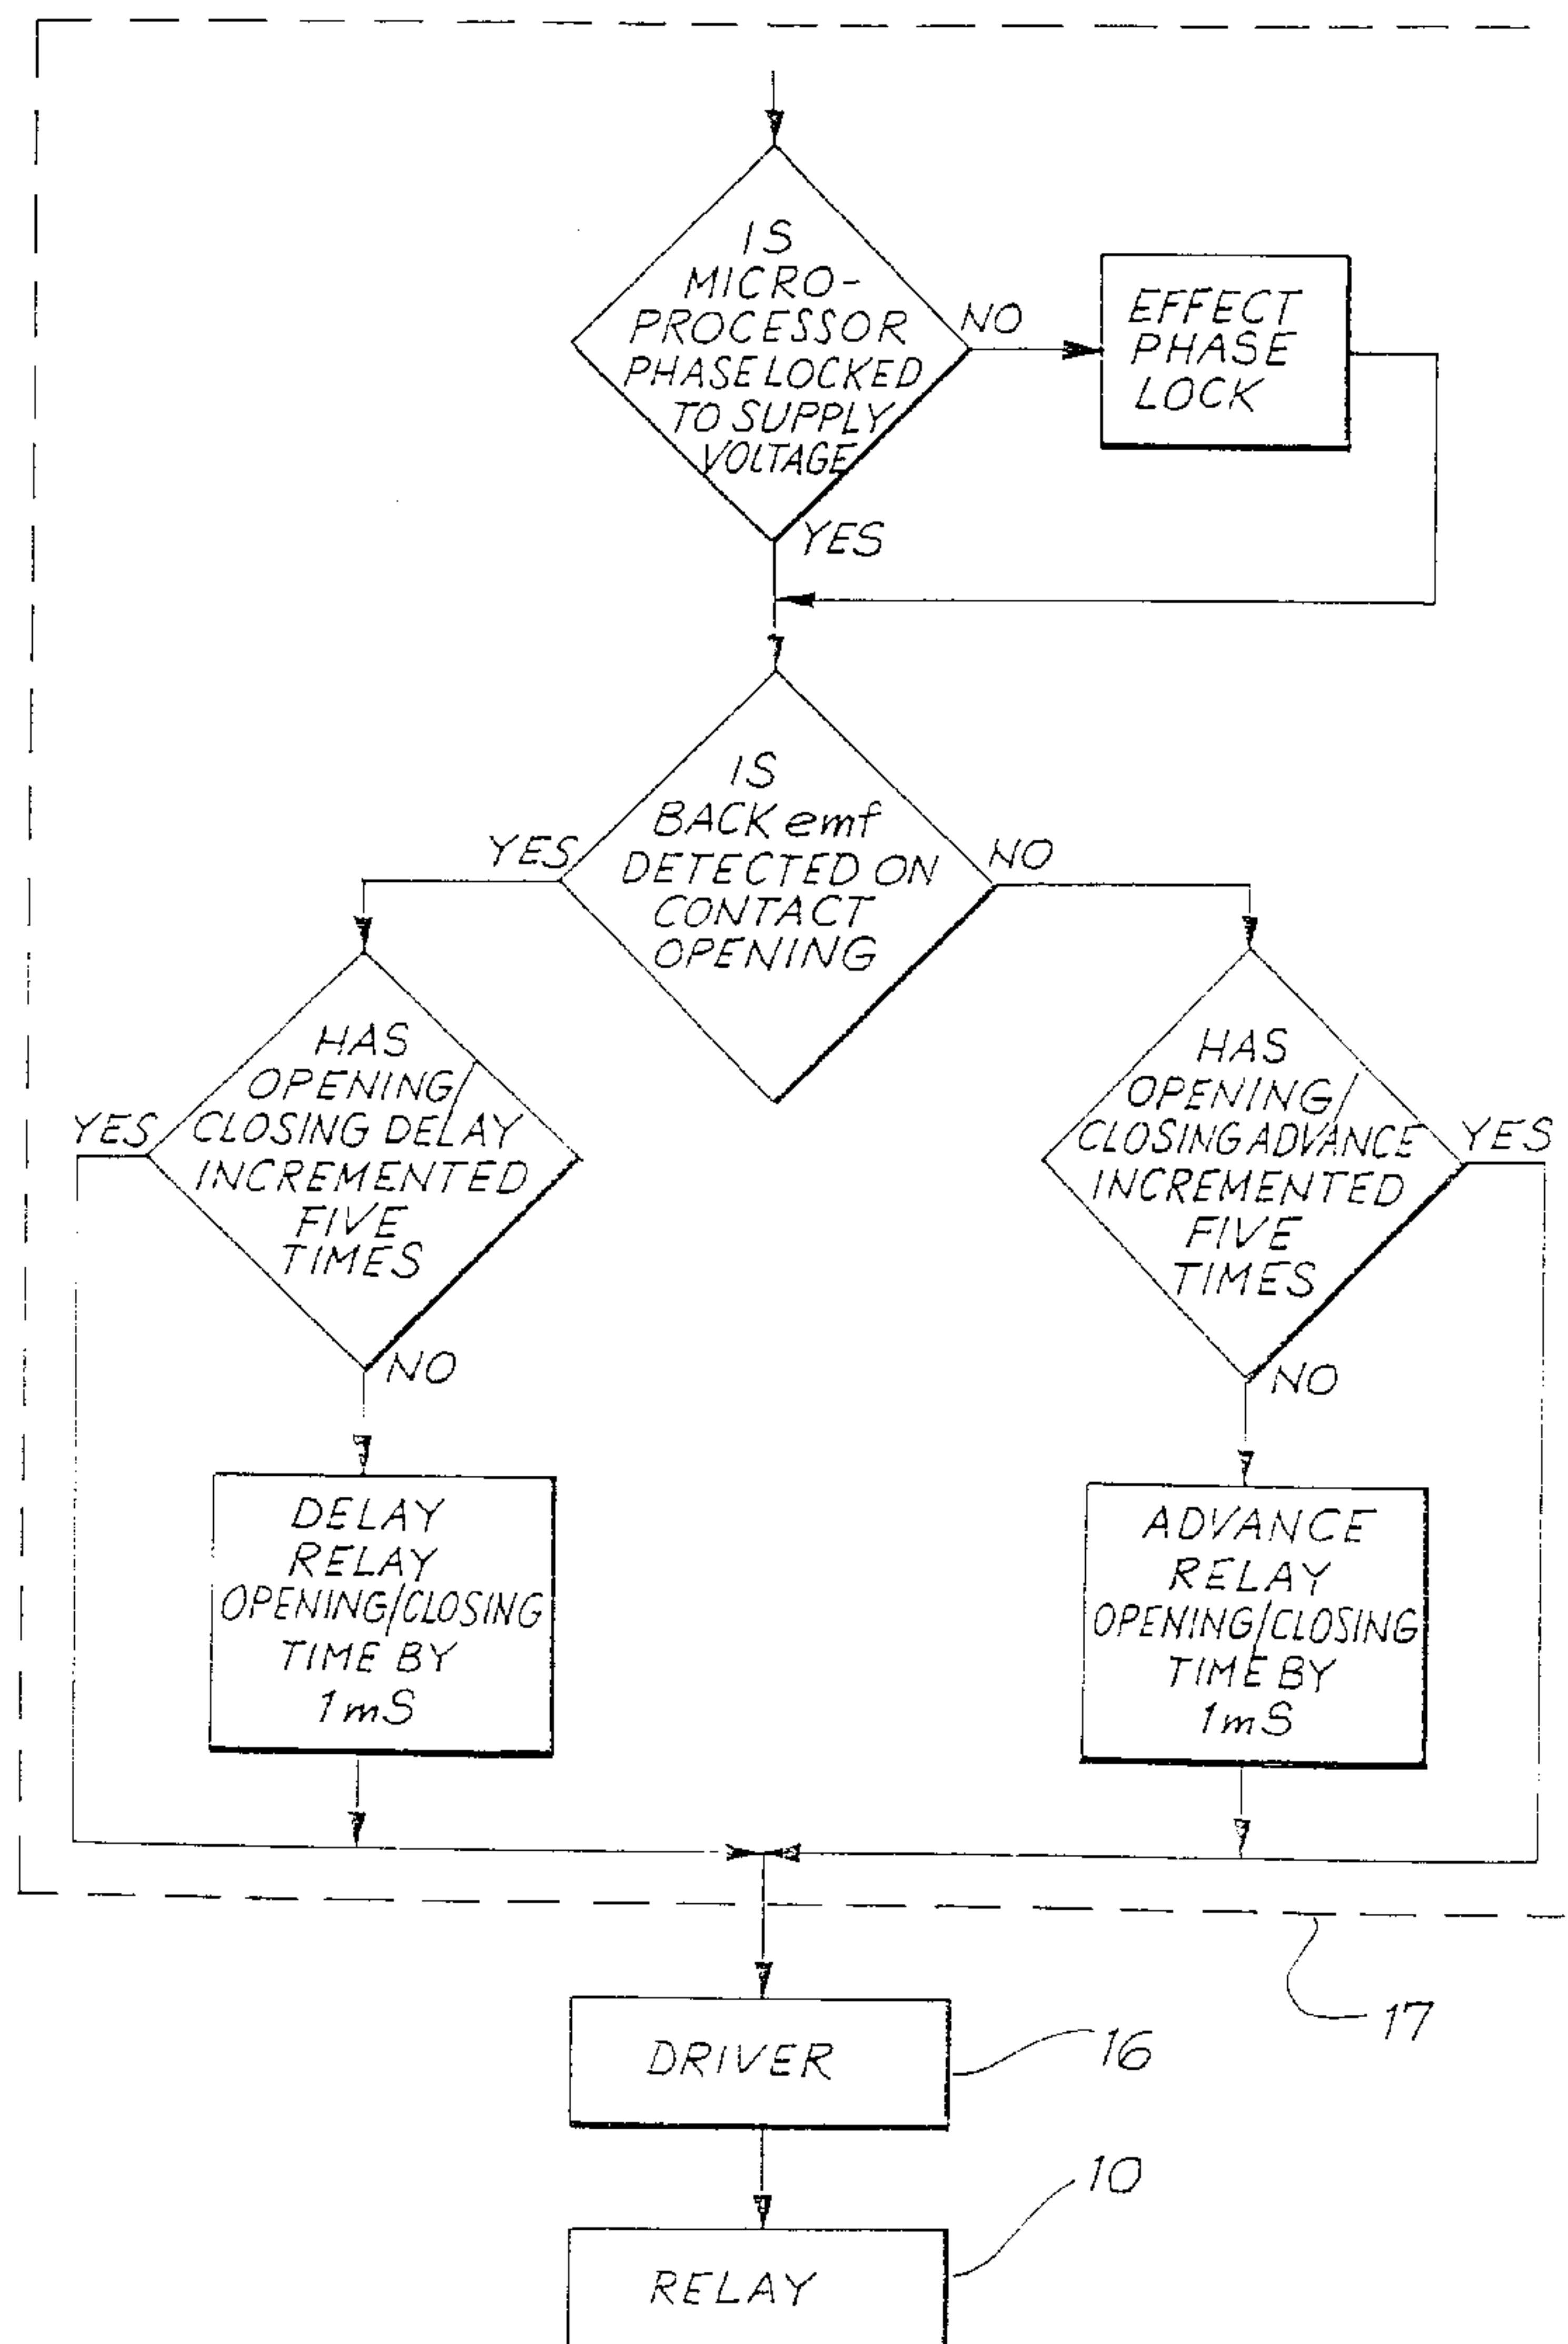 IS
MICRO-
PROCESSOR
PHASE LOCKED
TO SUPPLY
VOLTAGE
NO
EFFECT
PHASE
LOCK
YES
IS
BACK emf
DETECTED ON
CONTACT
OPENING
YES
NO
HAS
OPENING/
CLOSING DELAY
INCREMENTED
FIVE
TIMES
YES
NO
HAS
OPENING/
CLOSING ADVANCE
INCREMENTED
FIVE
TIMES
YES
NO
DELAY
RELAY
OPENING/CLOSING
TIME BY
1mS
ADVANCE
RELAY
OPENING/CLOSING
TIME BY
1mS
17
DRIVER
16
10
RELAY